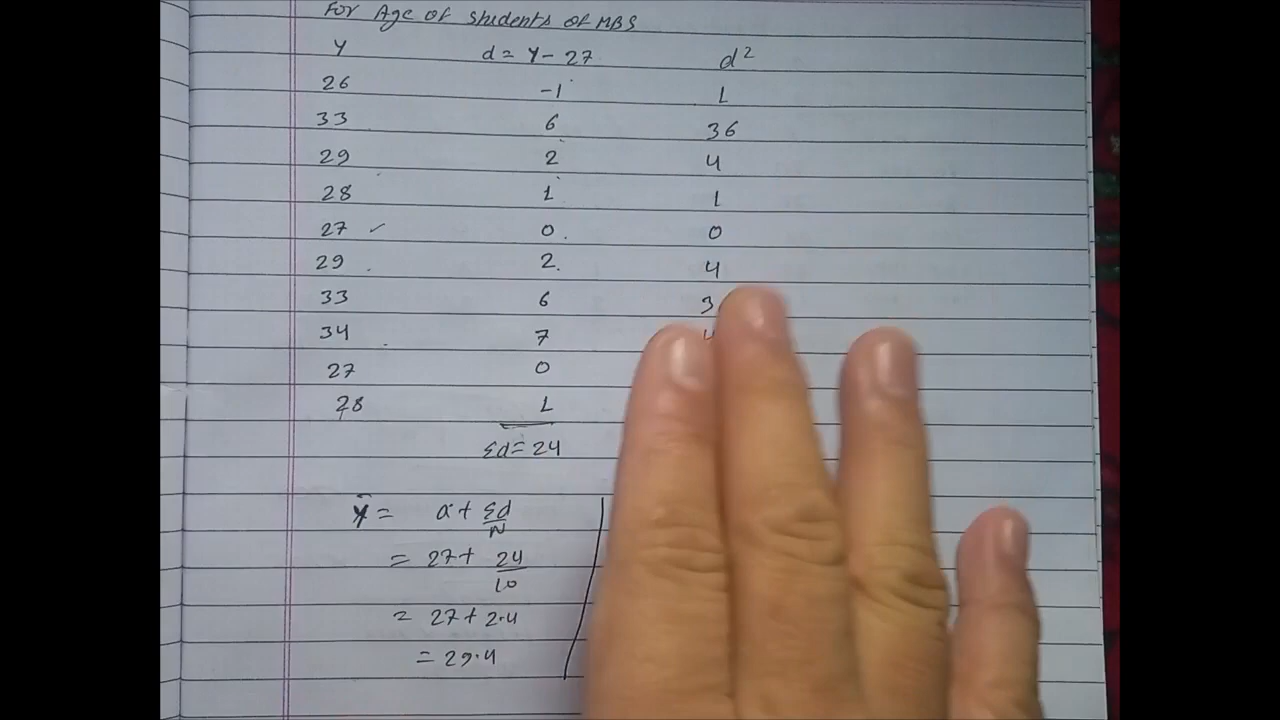 For Age of students of MBS
Y d = Y - 27 d²
26 -1 1
33 6 36
29 2 4
28 1 1
27 ✓ 0 0
29 2 4
33 6 3
34 7
27 0
28 1
Σd = 24
Ȳ = a + Σd/N
= 27 + 24/10
= 27 + 2.4
= 29.4